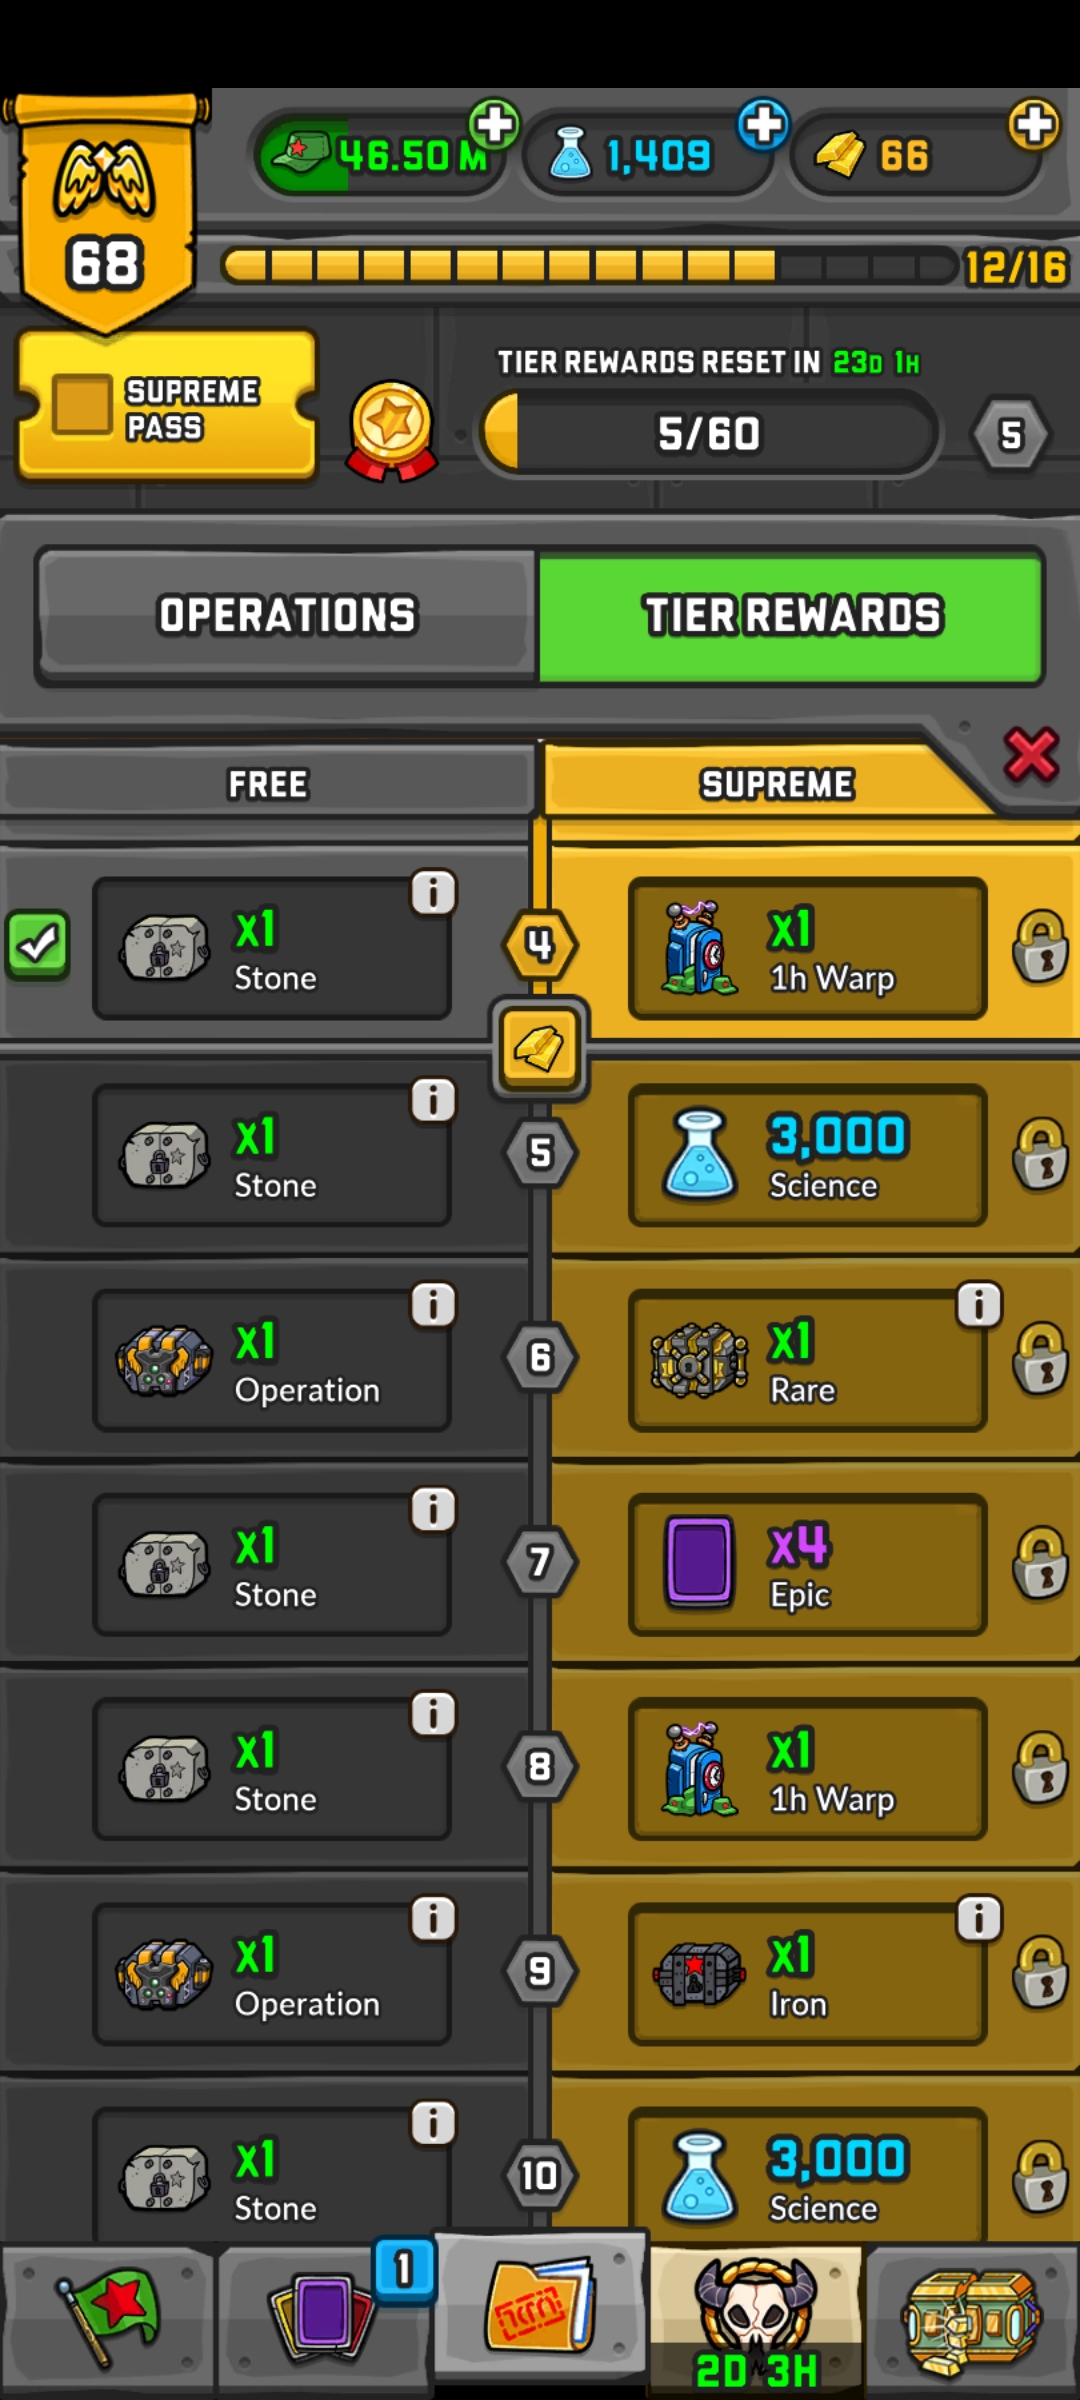 46.50M
1,409
66
68
12/16
SUPREME
PASS
TIER REWARDS RESET IN 23D 1H
5/60
5
OPERATIONS
TIER REWARDS
FREE
SUPREME
i
x1
Stone
4
x1
1h Warp
i
x1
Stone
5
3,000
Science
i
x1
Operation
6
i
x1
Rare
i
x1
Stone
7
x4
Epic
i
x1
Stone
8
x1
1h Warp
i
x1
Operation
9
i
x1
Iron
i
x1
Stone
10
3,000
Science
1
2D 3H